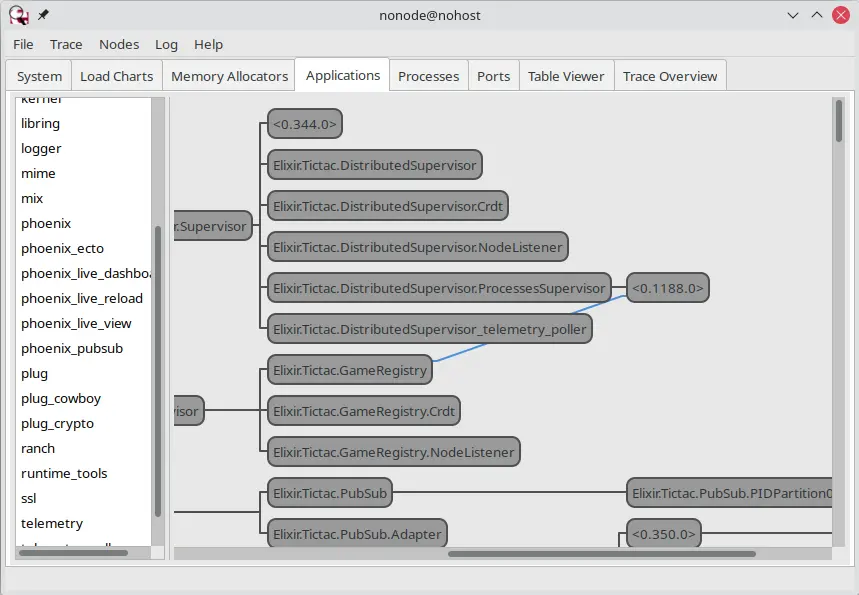 nonode@nohost
File Trace Nodes Log Help
System Load Charts Memory Allocators Applications Processes Ports Table Viewer Trace Overview
kernel
libring
logger
mime
mix
phoenix
phoenix_ecto
phoenix_live_dashboa
phoenix_live_reload
phoenix_live_view
phoenix_pubsub
plug
plug_cowboy
plug_crypto
ranch
runtime_tools
ssl
telemetry
<0.344.0>
Elixir.Tictac.DistributedSupervisor
Elixir.Tictac.DistributedSupervisor.Crdt
r.Supervisor
Elixir.Tictac.DistributedSupervisor.NodeListener
Elixir.Tictac.DistributedSupervisor.ProcessesSupervisor <0.1188.0>
Elixir.Tictac.DistributedSupervisor_telemetry_poller
Elixir.Tictac.GameRegistry
isor Elixir.Tictac.GameRegistry.Crdt
Elixir.Tictac.GameRegistry.NodeListener
Elixir.Tictac.PubSub Elixir.Tictac.PubSub.PIDPartition0
Elixir.Tictac.PubSub.Adapter <0.350.0>